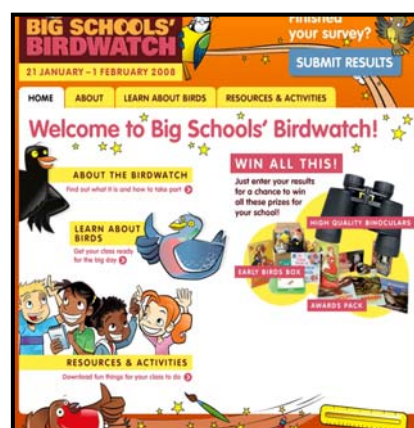 BIG SCHOOLS'
BIRDWATCH
21 JANUARY – 1 FEBRUARY 2008
Finished
your survey?
SUBMIT RESULTS
HOME
ABOUT
LEARN ABOUT BIRDS
RESOURCES & ACTIVITIES
Welcome to Big Schools' Birdwatch!
ABOUT THE BIRDWATCH
Find out what it is and how to take part
LEARN ABOUT
BIRDS
Get your class ready
for the big day
RESOURCES & ACTIVITIES
Download fun things for your class to do
WIN ALL THIS!
Just enter your results
for a chance to win
all these prizes for
your school!
HIGH QUALITY BINOCULARS
EARLY BIRDS BOX
AWARDS PACK